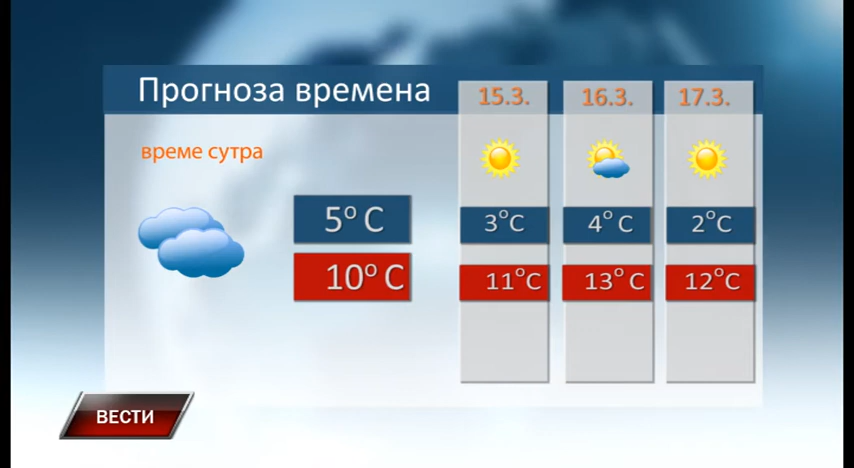 Прогноза времена
време сутра
5° C
10° C
15.3.
3°C
11°C
16.3.
4° C
13° C
17.3.
2°C
12°C
ВЕСТИ